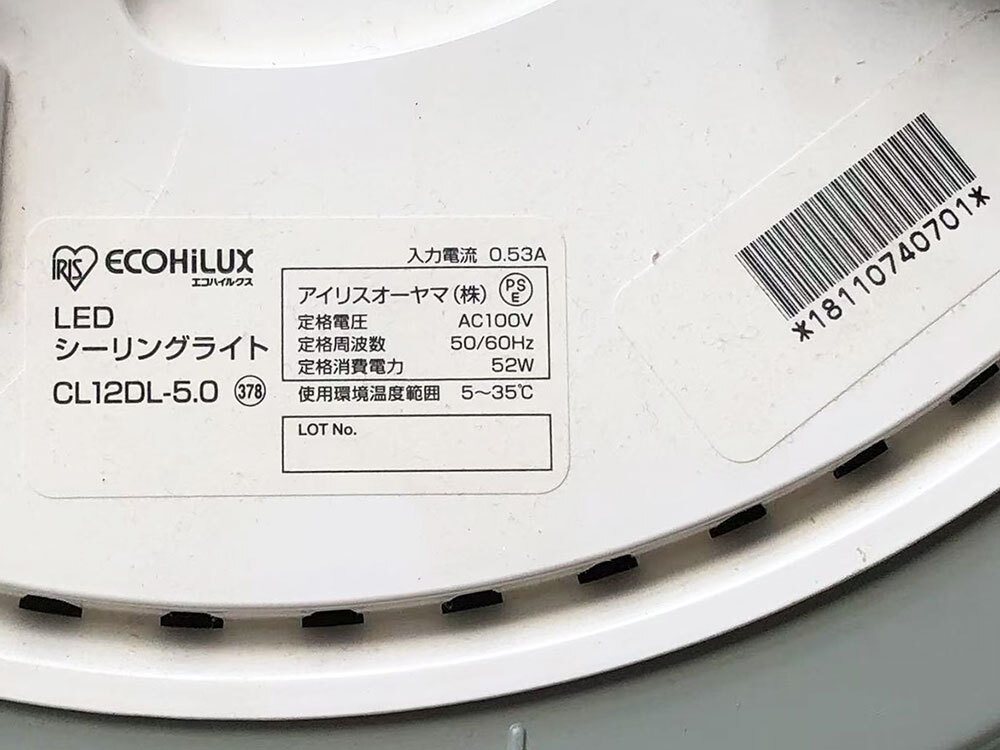 IRIS ECOHiLUX
エコハイルクス
LED
シーリングライト
CL12DL-5.0 378
入力電流 0.53A
アイリスオーヤマ(株) PSE
定格電圧 AC100V
定格周波数 50/60Hz
定格消費電力 52W
使用環境温度範囲 5～35℃
LOT No.
*18110740701*